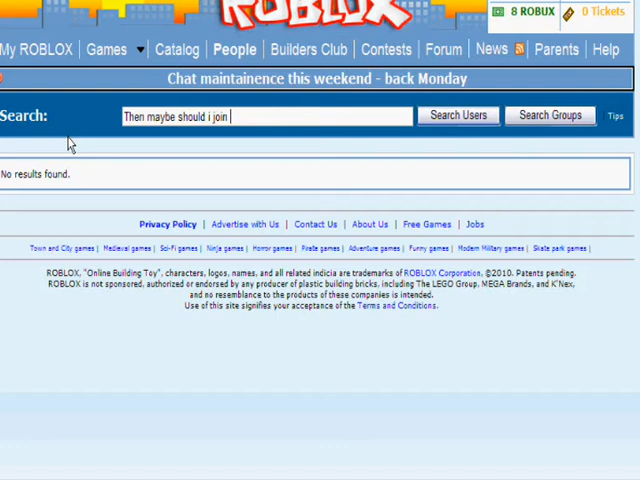 ROBLOX
8 ROBUX
0 Tickets
My ROBLOX Games Catalog People Builders Club Contests Forum News Parents Help
Chat maintainence this weekend - back Monday
Search: Then maybe should i join Search Users Search Groups Tips
No results found.
Privacy Policy | Advertise with Us | Contact Us | About Us | Free Games | Jobs
Town and City games | Medieval games | Sci-Fi games | Ninja games | Horror games | Pirate games | Adventure games | Funny games | Modern Military games | Skate park games |
ROBLOX, "Online Building Toy", characters, logos, names, and all related indicia are trademarks of ROBLOX Corporation, ©2010. Patents pending.
ROBLOX is not sponsored, authorized or endorsed by any producer of plastic building bricks, including The LEGO Group, MEGA Brands, and K'Nex,
and no resemblance to the products of these companies is intended.
Use of this site signifies your acceptance of the Terms and Conditions.